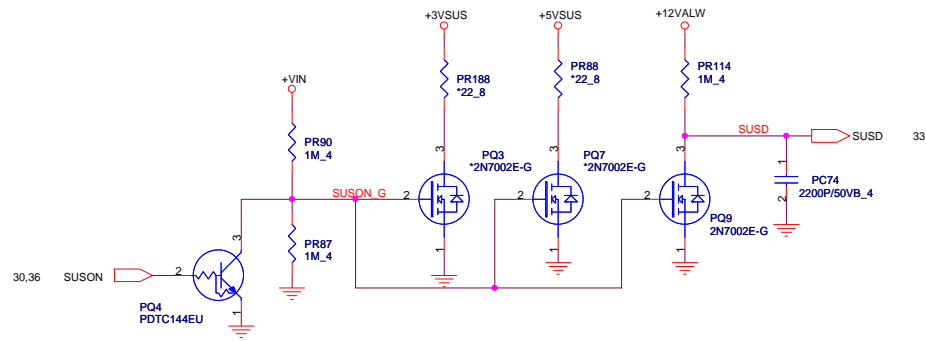 +3VSUS
+5VSUS
+12VALW
+VIN
PR188
*22_8
PR88
*22_8
PR114
1M_4
PR90
1M_4
SUSD
SUSD
33
3
3
3
1
PQ3
*2N7002E-G
PQ7
*2N7002E-G
PC74
2200P/50VB_4
SUSON_G
2
2
2
2
PQ9
2N7002E-G
3
PR87
1M_4
1
1
1
30,36
SUSON
2
PQ4
PDTC144EU
1